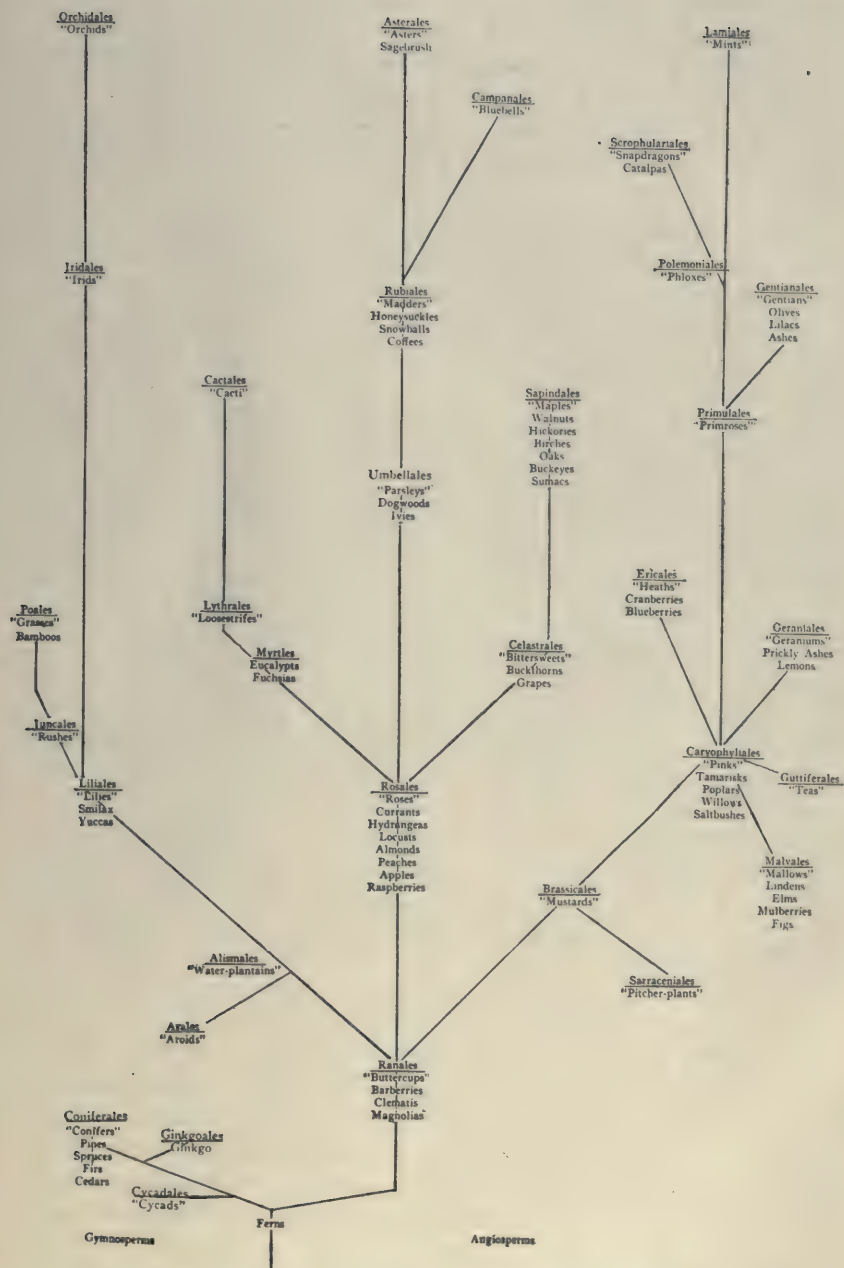 Orchidales
"Orchids"
Asterales
"Asters"
Sagebrush
Lamiales
"Mints"
Campanales
"Bluebells"
Scrophulariales
"Snapdragons"
Catalpas
Iridales
"Irids"
Polemoniales
"Phloxes"
Rubiales
"Madders"
Honeysuckles
Snowballs
Coffees
Gentianales
"Gentians"
Olives
Lilacs
Ashes
Cactales
"Cacti"
Sapindales
"Maples"
Walnuts
Hickories
Birches
Oaks
Buckeyes
Sumacs
Primulales
"Primroses"
Umbellales
"Parsleys"
Dogwoods
Ivies
Poales
"Grasses"
Bamboos
Lythrales
"Loosestrifes"
Myrtles
Eucalypts
Fuchsias
Celastrales
"Bittersweets"
Buckthorns
Grapes
Ericales
"Heaths"
Cranberries
Blueberries
Geraniales
"Geraniums"
Prickly Ashes
Lemons
Juncales
"Rushes"
Liliales
"Lilies"
Smilax
Yuccas
Rosales
"Roses"
Currants
Hydrangeas
Locusts
Almonds
Peaches
Apples
Raspberries
Caryophyllales
"Pinks"
Tamarisks
Poplars
Willows
Saltbushes
Guttiferales
"Teas"
Malvales
"Mallows"
Lindens
Elms
Mulberries
Figs
Brassicales
"Mustards"
Alismales
"Water-plantains"
Sarraceniales
"Pitcher-plants"
Arales
"Aroids"
Ranales
"Buttercups"
Barberries
Clematis
Magnolias
Coniferales
"Conifers"
Pines
Spruces
Firs
Cedars
Ginkgoales
Ginkgo
Cycadales
"Cycads"
Ferns
Gymnosperms
Angiosperms